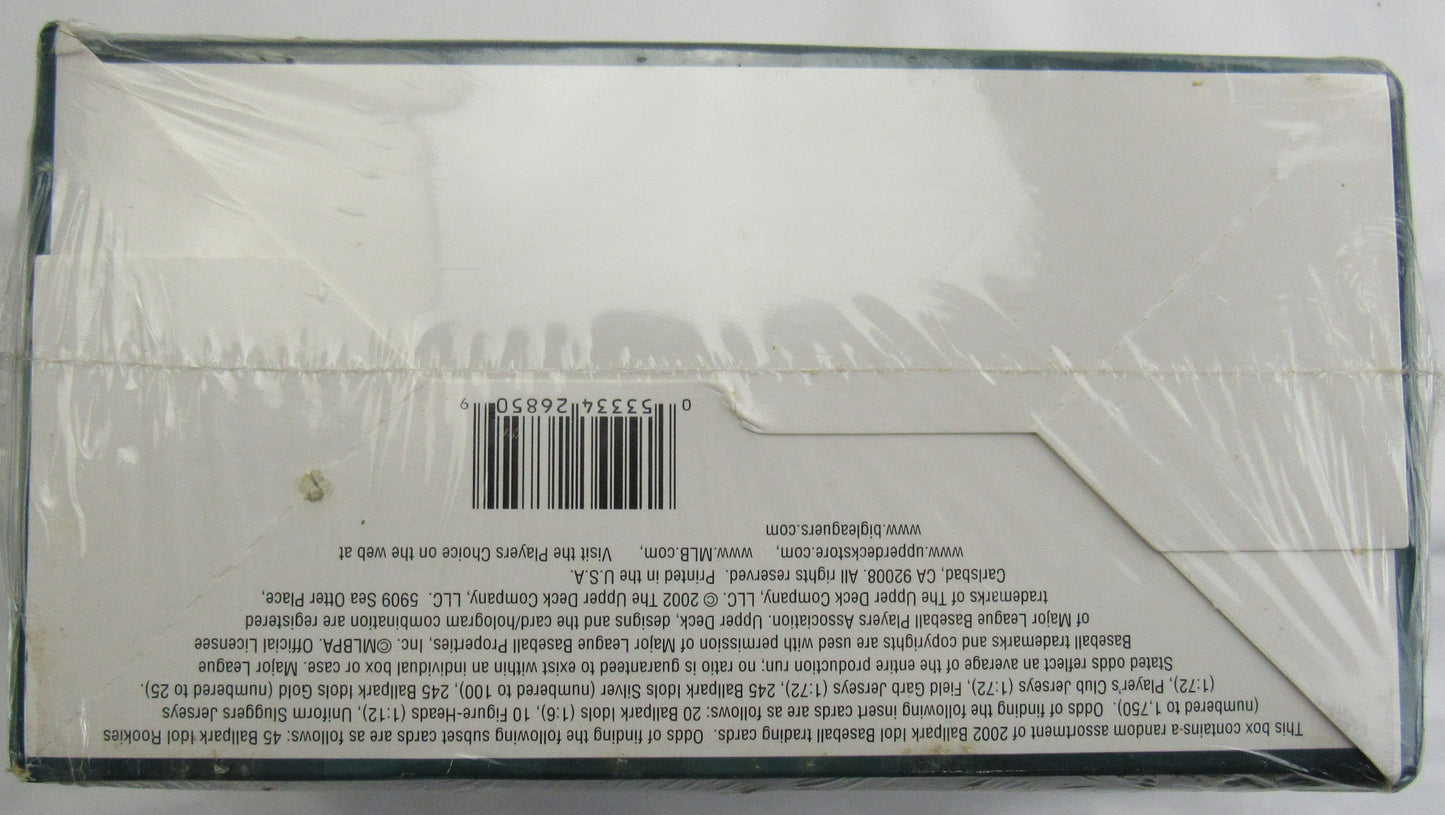 This box contains a random assortment of 2002 Ballpark Idol Baseball trading cards. Odds of finding the following subset cards are as follows: 45 Ballpark Idol Rookies
(numbered to 1,750). Odds of finding the following insert cards are as follows: 20 Ballpark Idols (1:6), 10 Figure-Heads (1:12), Uniform Sluggers Jerseys
(1:72), Player's Club Jerseys (1:72), Field Garb Jerseys (1:72), 245 Ballpark Idols Silver (numbered to 100), 245 Ballpark Idols Gold (numbered to 25).
Stated odds reflect an average of the entire production run; no ratio is guaranteed to exist within an individual box or case. Major League
Baseball trademarks and copyrights are used with permission of Major League Baseball Properties, Inc. ©MLBPA. Official Licensee
of Major League Baseball Players Association. Upper Deck, designs and the card/hologram combination are registered
trademarks of The Upper Deck Company, LLC. © 2002 The Upper Deck Company, LLC. 5909 Sea Otter Place,
Carlsbad, CA 92008. All rights reserved. Printed in the U.S.A.
www.upperdeckstore.com, www.MLB.com, Visit the Players Choice on the web at
www.bigleaguers.com
0 53334 26850 9